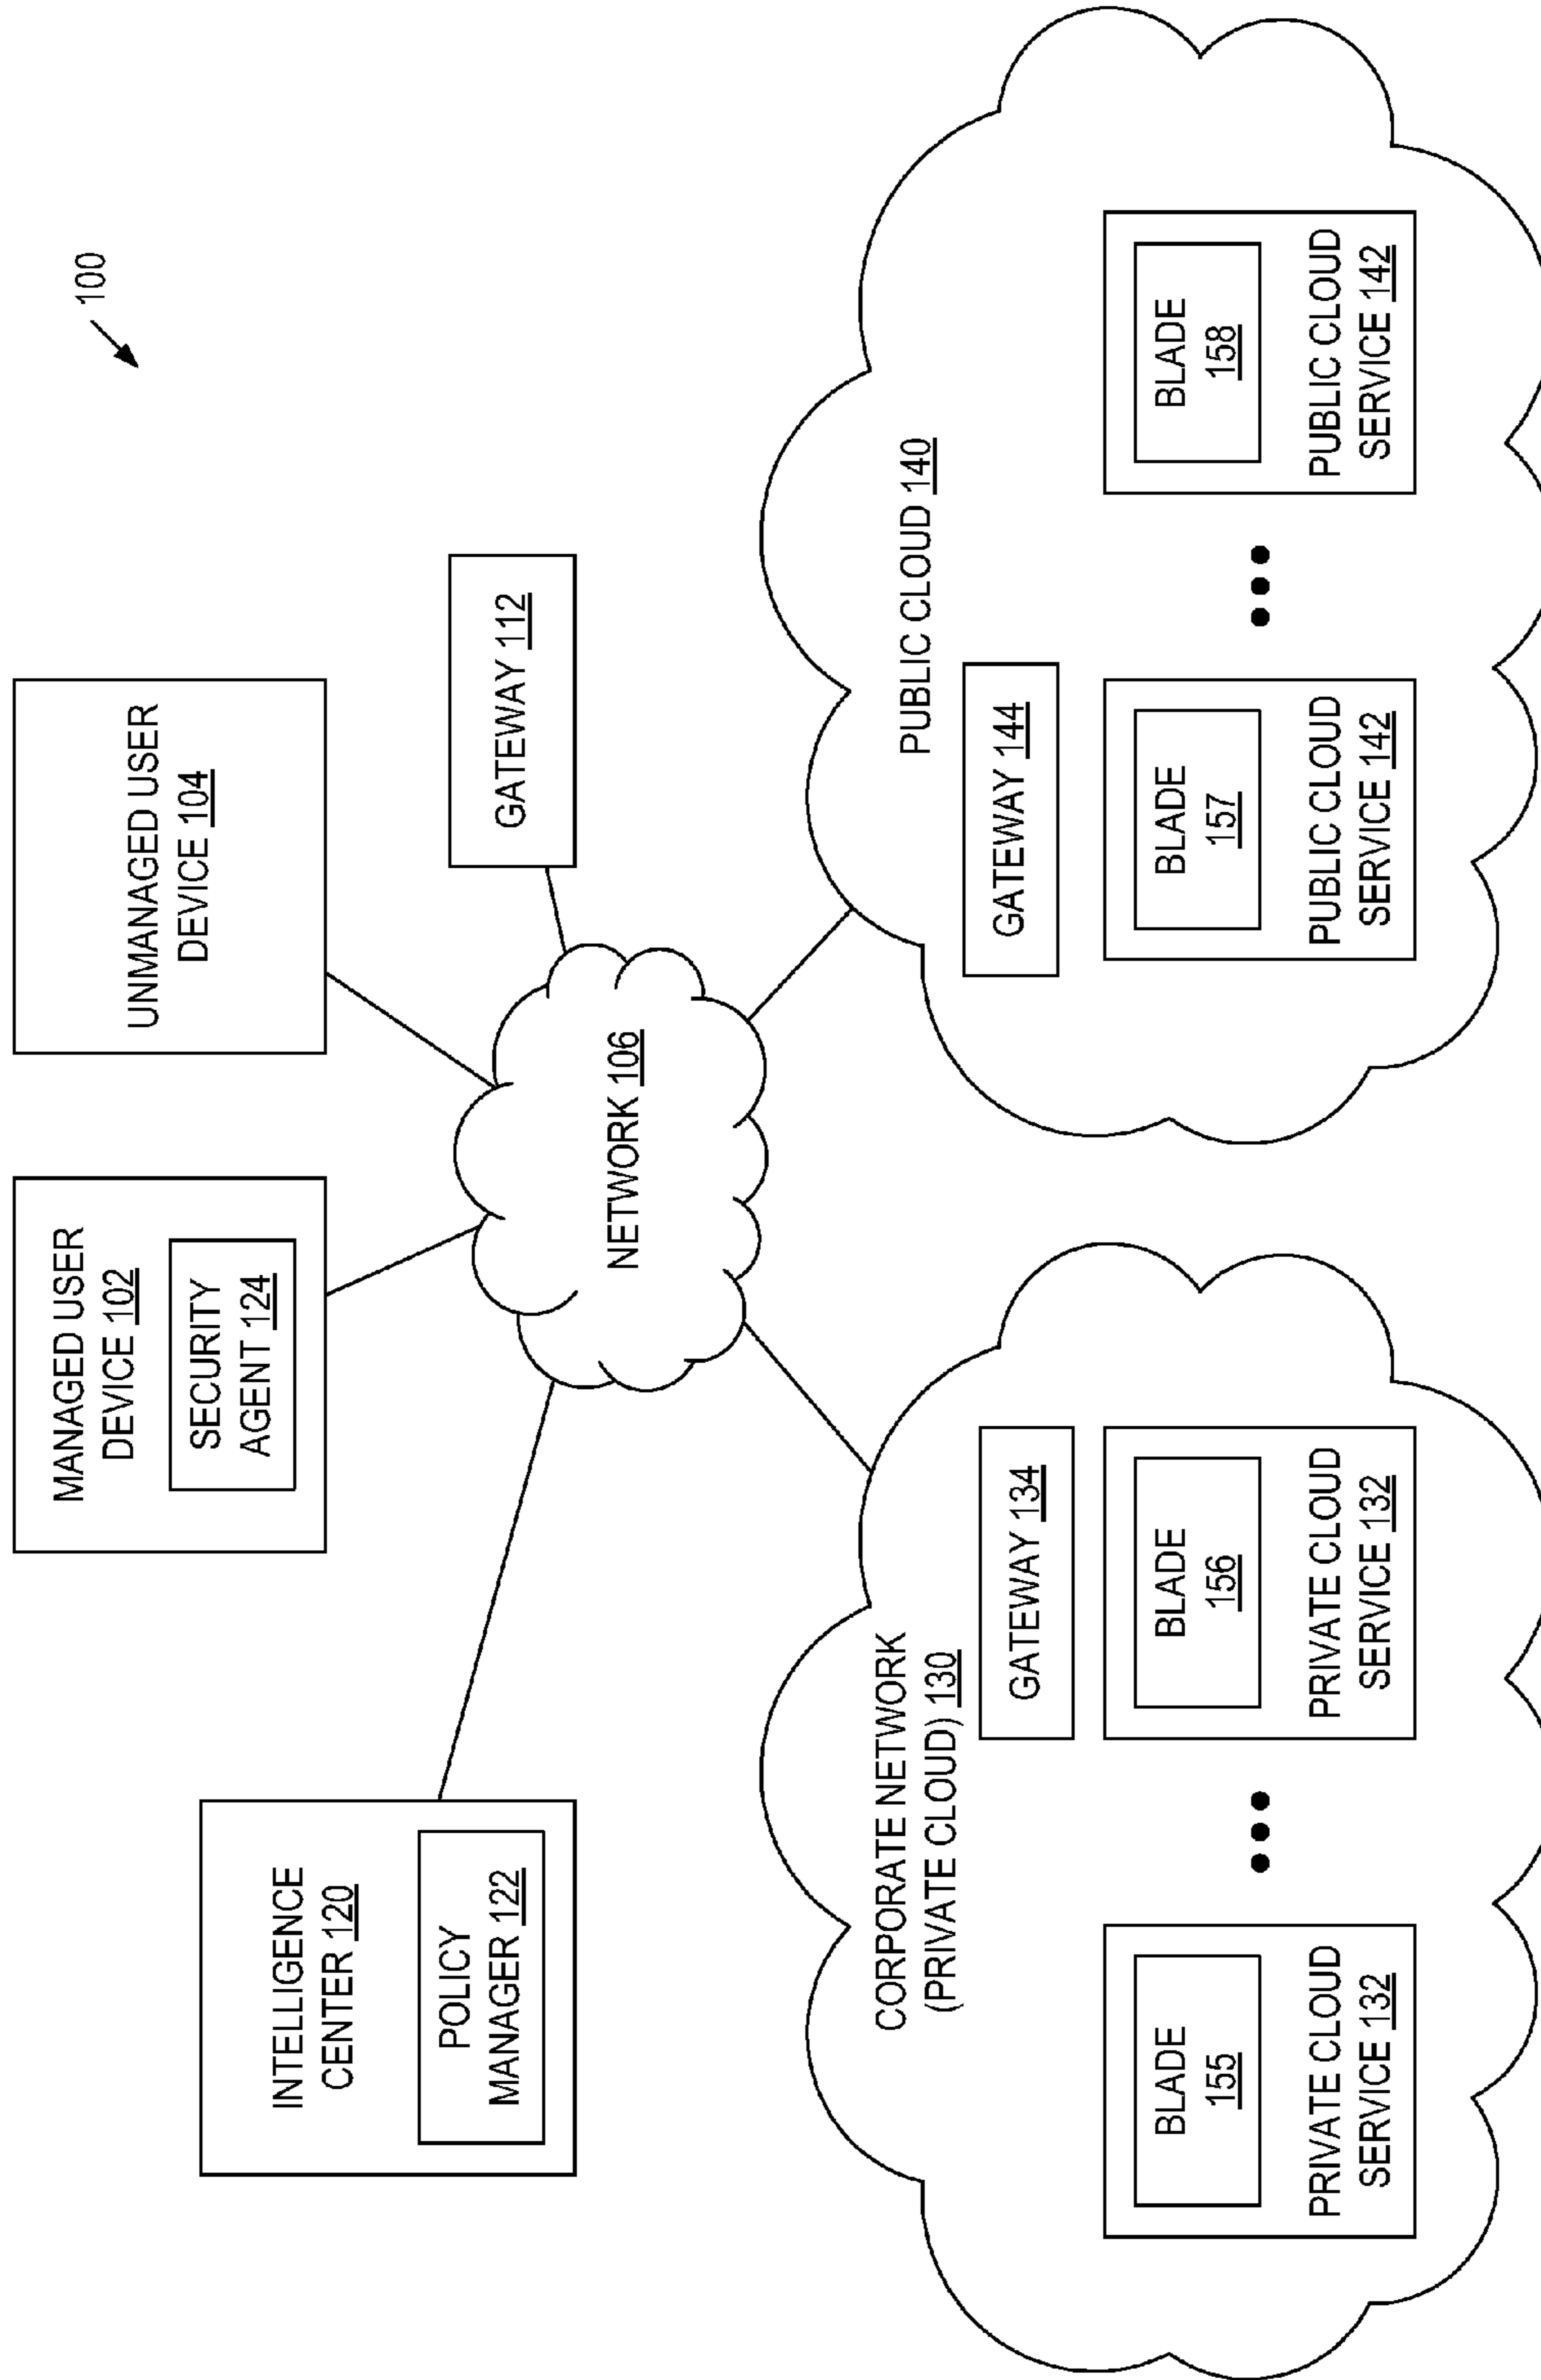 100
INTELLIGENCE
CENTER 120
POLICY
MANAGER 122
MANAGED USER
DEVICE 102
SECURITY
AGENT 124
UNMANAGED USER
DEVICE 104
GATEWAY 112
NETWORK 106
CORPORATE NETWORK
(PRIVATE CLOUD) 130
GATEWAY 134
BLADE
155
PRIVATE CLOUD
SERVICE 132
BLADE
156
PRIVATE CLOUD
SERVICE 132
PUBLIC CLOUD 140
GATEWAY 144
BLADE
157
PUBLIC CLOUD
SERVICE 142
BLADE
158
PUBLIC CLOUD
SERVICE 142